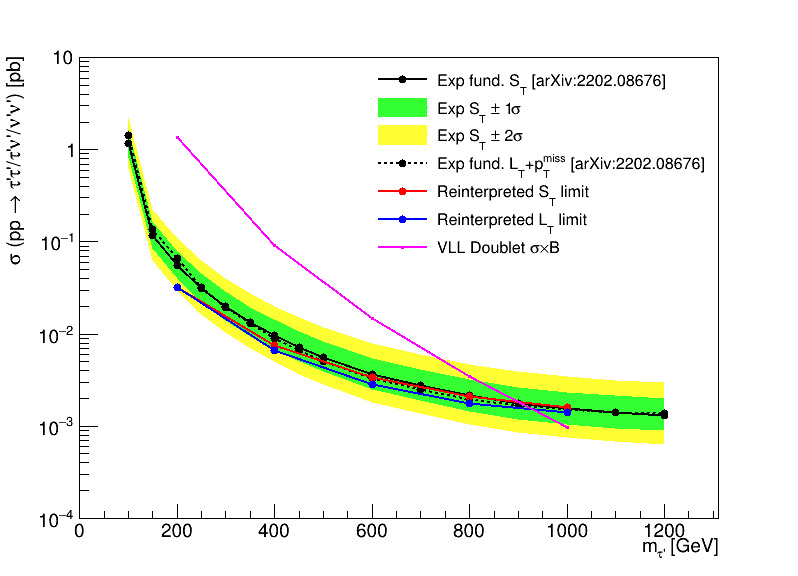 σ (pp → τ'τ'/τ'ν'/ν'ν') [pb]
10
1
10⁻¹
10⁻²
10⁻³
10⁻⁴
Exp fund. S_T [arXiv:2202.08676]
Exp S_T ± 1σ
Exp S_T ± 2σ
Exp fund. L_T+p_T^miss [arXiv:2202.08676]
Reinterpreted S_T limit
Reinterpreted L_T limit
VLL Doublet σ×B
0 200 400 600 800 1000 1200
m_τ' [GeV]